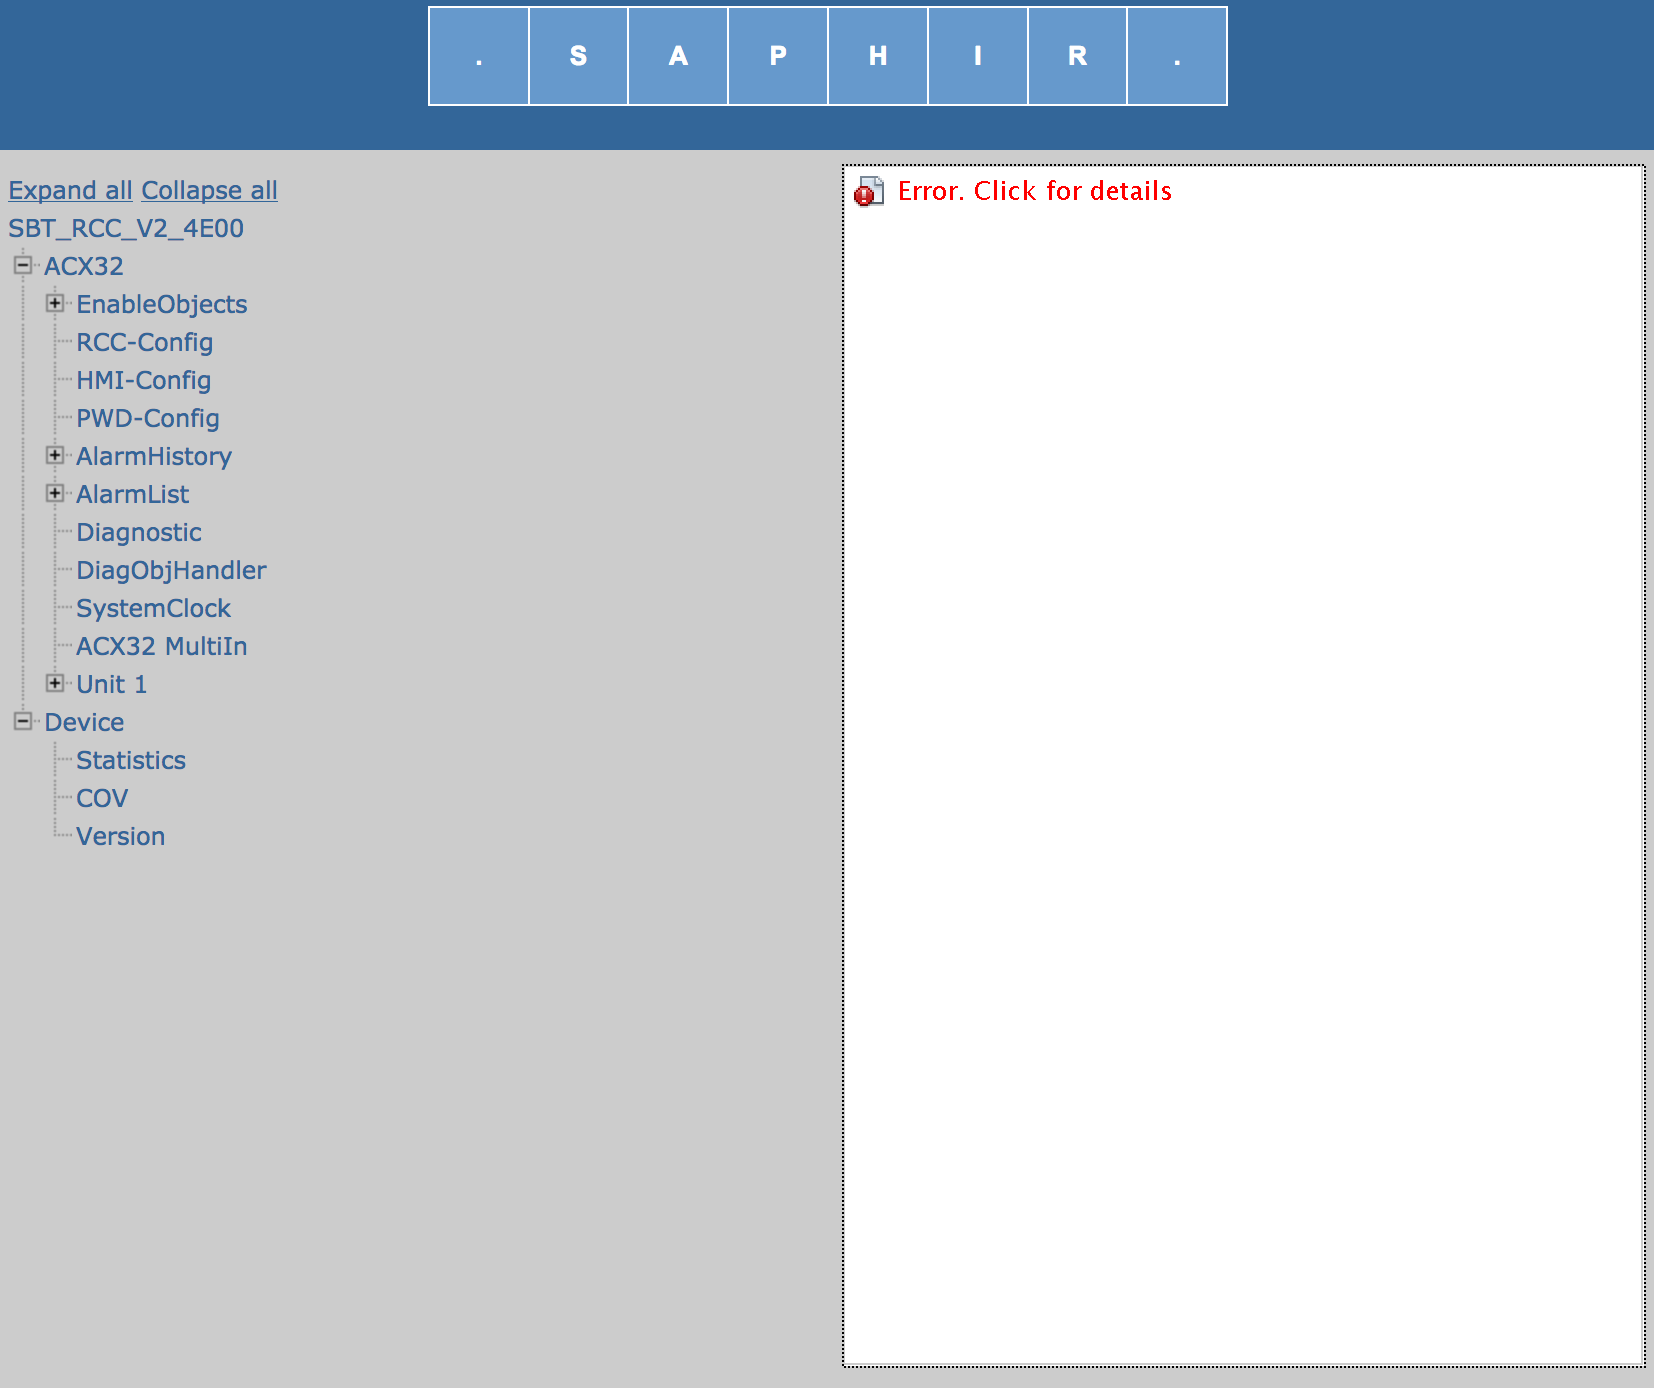 . S A P H I R .
Expand all Collapse all
SBT_RCC_V2_4E00
ACX32
EnableObjects
RCC-Config
HMI-Config
PWD-Config
AlarmHistory
AlarmList
Diagnostic
DiagObjHandler
SystemClock
ACX32 MultiIn
Unit 1
Device
Statistics
COV
Version
Error. Click for details